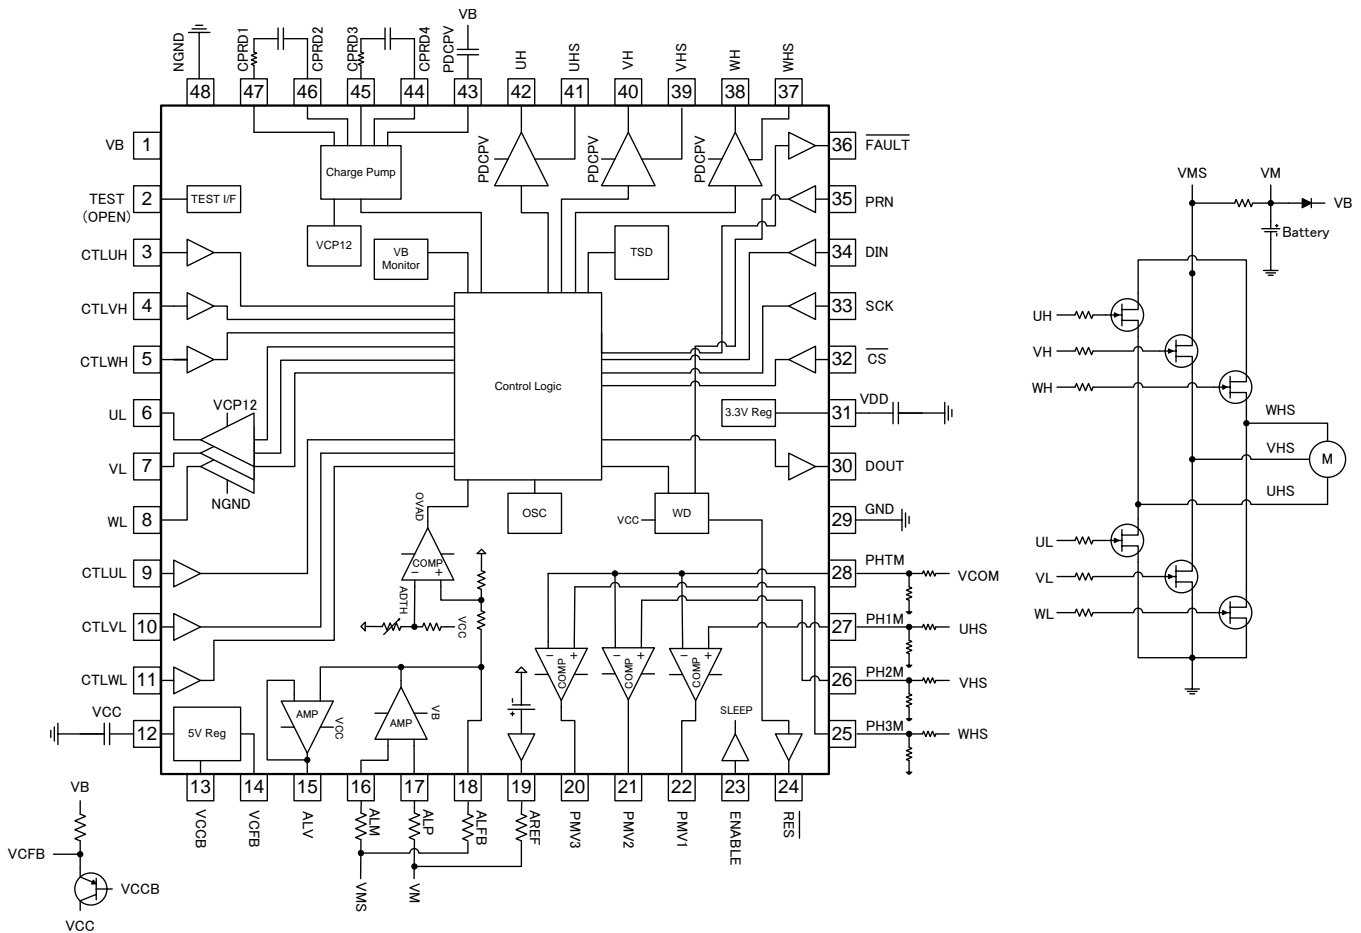 VB
NGND
CPRD1
CPRD2
CPRD3
CPRD4
PDCPV
UH
UHS
VH
VHS
WH
WHS
48
47
46
45
44
43
42
41
40
39
38
37
VB 1
TEST (OPEN) 2
CTLUH 3
CTLVH 4
CTLWH 5
UL 6
VL 7
WL 8
CTLUL 9
CTLVL 10
CTLWL 11
VCC
12
TEST I/F
Charge Pump
VCP12
VB Monitor
PDCPV
PDCPV
PDCPV
TSD
Control Logic
VCP12
NGND
OSC
VCC
WD
3.3V Reg
OVAD
COMP
-
+
ADTH
VCC
5V Reg
AMP
VCC
AMP
VB
-
+
COMP
-
+
COMP
-
+
COMP
-
+
SLEEP
36 FAULT
35 PRN
34 DIN
33 SCK
32 CS
31 VDD
30 DOUT
29 GND
28 PHTM VCOM
27 PH1M UHS
26 PH2M VHS
25 PH3M WHS
13
14
15
16
17
18
19
20
21
22
23
24
VCCB
VCFB
ALV
ALM
ALP
ALFB
AREF
PMV3
PMV2
PMV1
ENABLE
RES
VMS
VM
VB
VCFB
VCCB
VCC
VMS
VM
VB
+
Battery
UH
VH
WH
WHS
VHS
UHS
M
UL
VL
WL